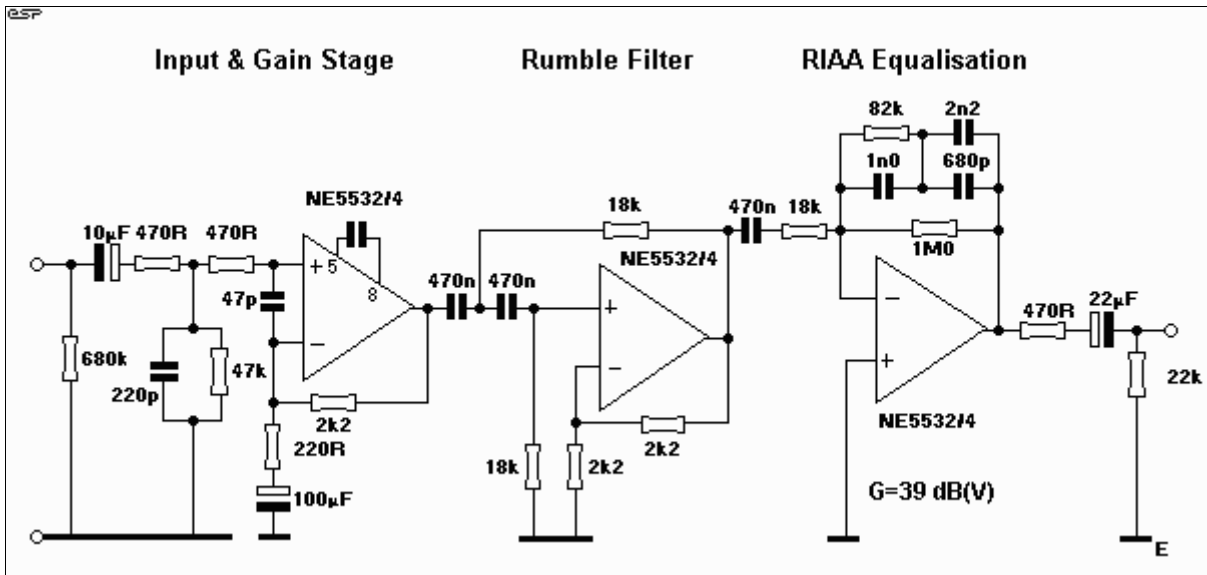 esp
Input & Gain Stage
Rumble Filter
RIAA Equalisation
82k
2n2
1n0
680p
NE5532/4
5
8
10µF
470R
470R
47p
+
−
18k
470n
18k
1M0
NE5532/4
470n
470n
+
−
−
+
470R
22µF
680k
220p
47k
2k2
220R
100µF
18k
2k2
2k2
NE5532/4
22k
G=39 dB(V)
E